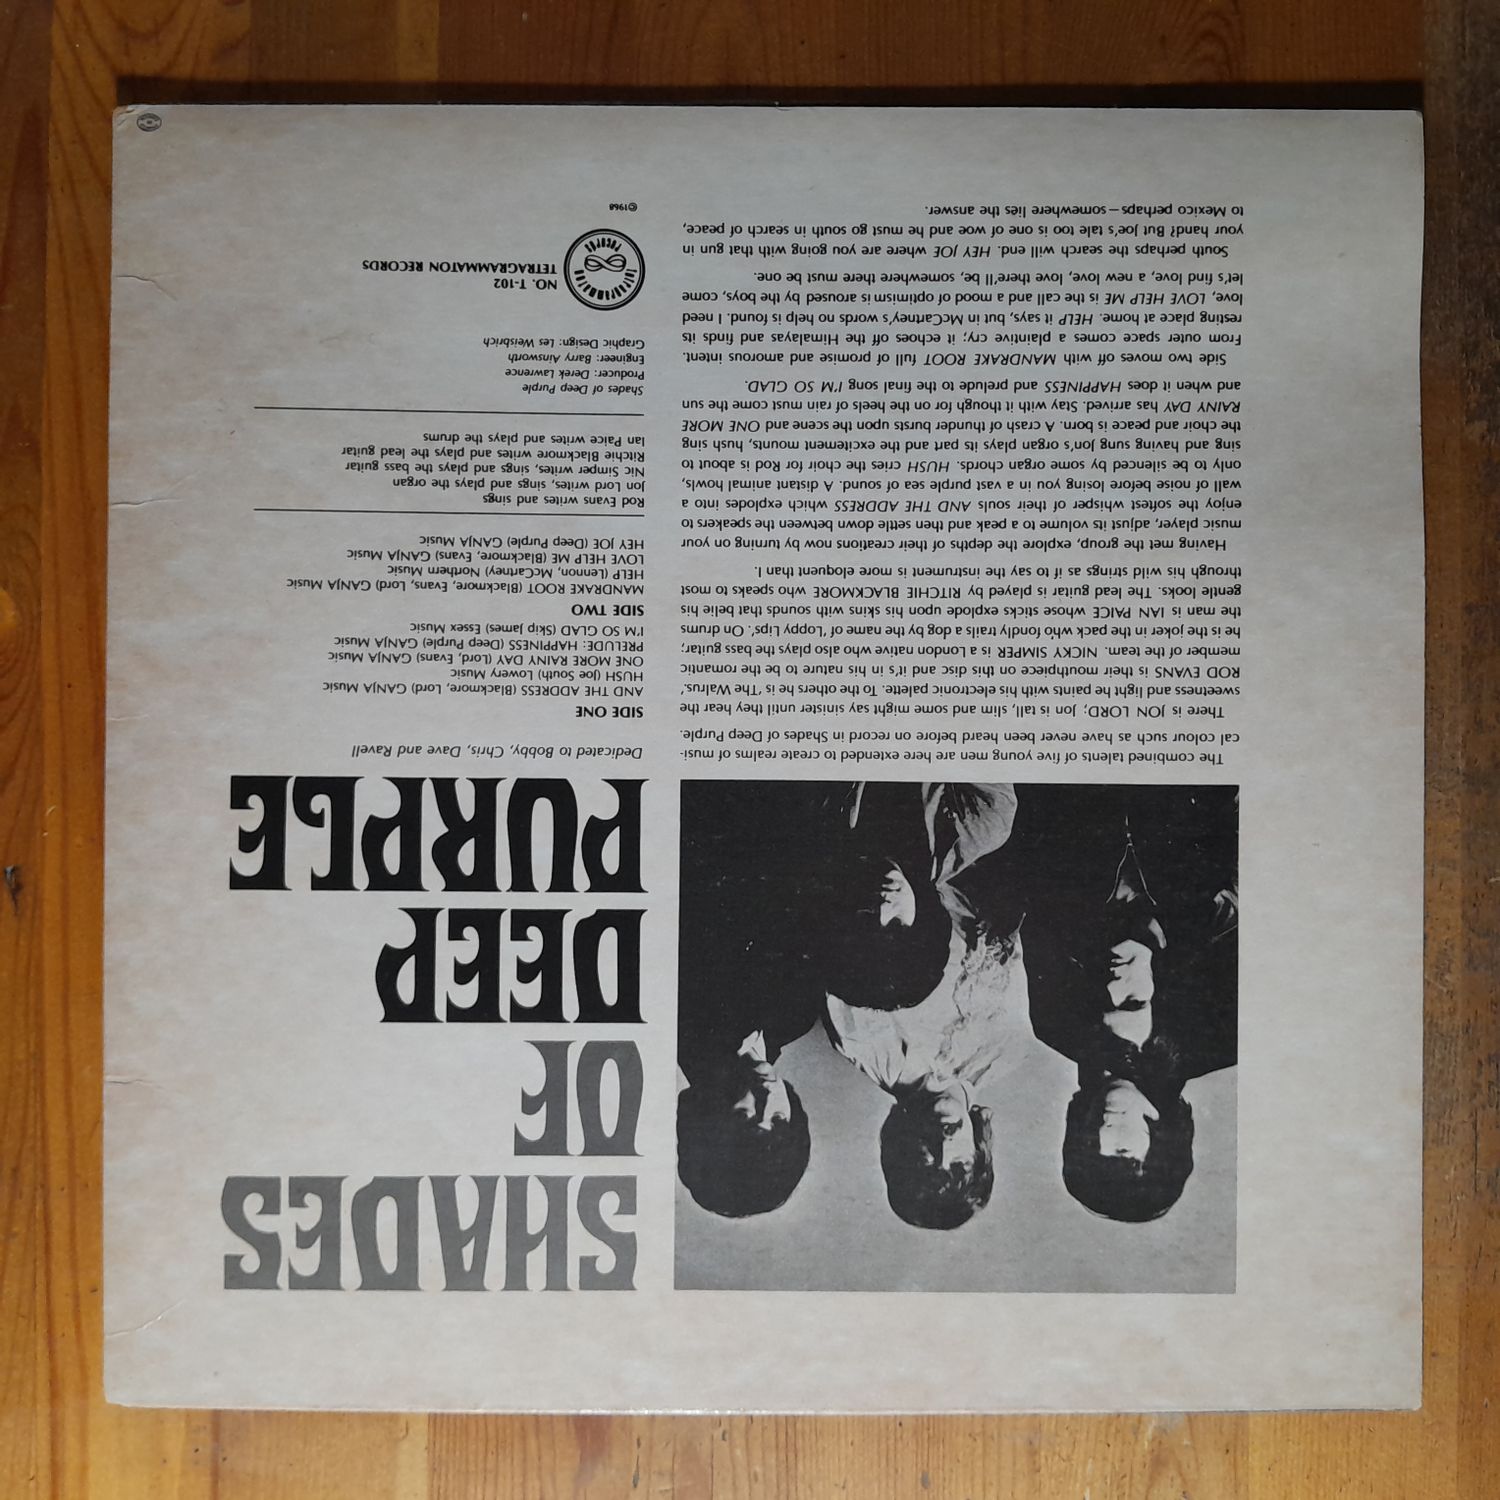 SHADES
OF
DEEP
PURPLE
Dedicated to Bobby, Chris, Dave and Ravell
SIDE ONE
AND THE ADDRESS (Blackmore, Lord) GANJA Music
HUSH (Joe South) Lowery Music
ONE MORE RAINY DAY (Lord, Evans) GANJA Music
PRELUDE: HAPPINESS (Deep Purple) GANJA Music
I'M SO GLAD (Skip James) Essex Music
SIDE TWO
MANDRAKE ROOT (Blackmore, Evans, Lord) GANJA Music
HELP (Lennon, McCartney) Northern Music
LOVE HELP ME (Blackmore, Evans) GANJA Music
HEY JOE (Deep Purple) GANJA Music
Rod Evans writes and sings
Jon Lord writes, sings and plays the organ
Nic Simper writes, sings and plays the bass guitar
Ritchie Blackmore writes and plays the lead guitar
Ian Paice writes and plays the drums
Shades of Deep Purple
Producer: Derek Lawrence
Engineer: Barry Ainsworth
Graphic Design: Les Weisbrich
tetragrammaton
records
NO. T-102
TETRAGRAMMATON RECORDS
©1968
The combined talents of five young men are here extended to create realms of musi-
cal colour such as have never been heard before on record in Shades of Deep Purple.
There is JON LORD; Jon is tall, slim and some might say sinister until they hear the
sweetness and light he paints with his electronic palette. To the others he is 'The Walrus.'
ROD EVANS is their mouthpiece on this disc and it's in his nature to be the romantic
member of the team. NICKY SIMPER is a London native who also plays the bass guitar;
he is the joker in the pack who fondly trails a dog by the name of 'Loppy Lips'. On drums
the man is IAN PAICE whose sticks explode upon his skins with sounds that belie his
gentle looks. The lead guitar is played by RITCHIE BLACKMORE who speaks to most
through his wild strings as if to say the instrument is more eloquent than I.
Having met the group, explore the depths of their creations now by turning on your
music player, adjust its volume to a peak and then settle down between the speakers to
enjoy the softest whisper of their souls AND THE ADDRESS which explodes into a
wall of noise before losing you in a vast purple sea of sound. A distant animal howls,
only to be silenced by some organ chords. HUSH cries the choir for Rod is about to
sing and having sung Jon's organ plays its part and the excitement mounts, hush sing
the choir and peace is born. A crash of thunder bursts upon the scene and ONE MORE
RAINY DAY has arrived. Stay with it though for on the heels of rain must come the sun
and when it does HAPPINESS and prelude to the final song I'M SO GLAD.
Side two moves off with MANDRAKE ROOT full of promise and amorous intent.
From outer space comes a plaintive cry; it echoes off the Himalayas and finds its
resting place at home. HELP it says, but in McCartney's words no help is found. I need
love, LOVE HELP ME is the call and a mood of optimism is aroused by the boys, come
let's find love, a new love, love there'll be, somewhere there must be one.
South perhaps the search will end. HEY JOE where are you going with that gun in
your hand? But Joe's tale too is one of woe and he must go south in search of peace,
to Mexico perhaps—somewhere lies the answer.